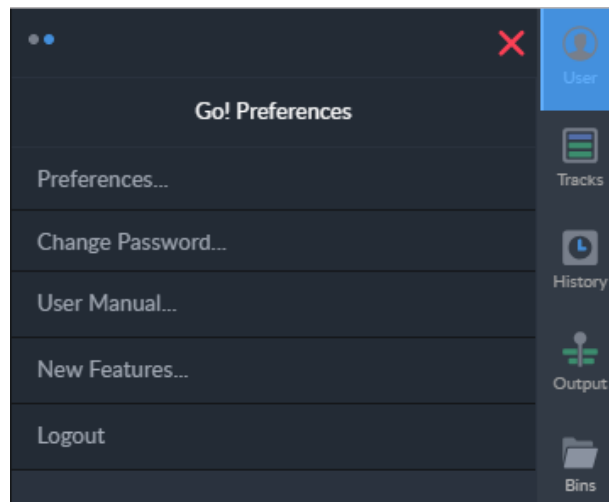 Go! Preferences
Preferences...
Change Password...
User Manual...
New Features...
Logout
User
Tracks
History
Output
Bins